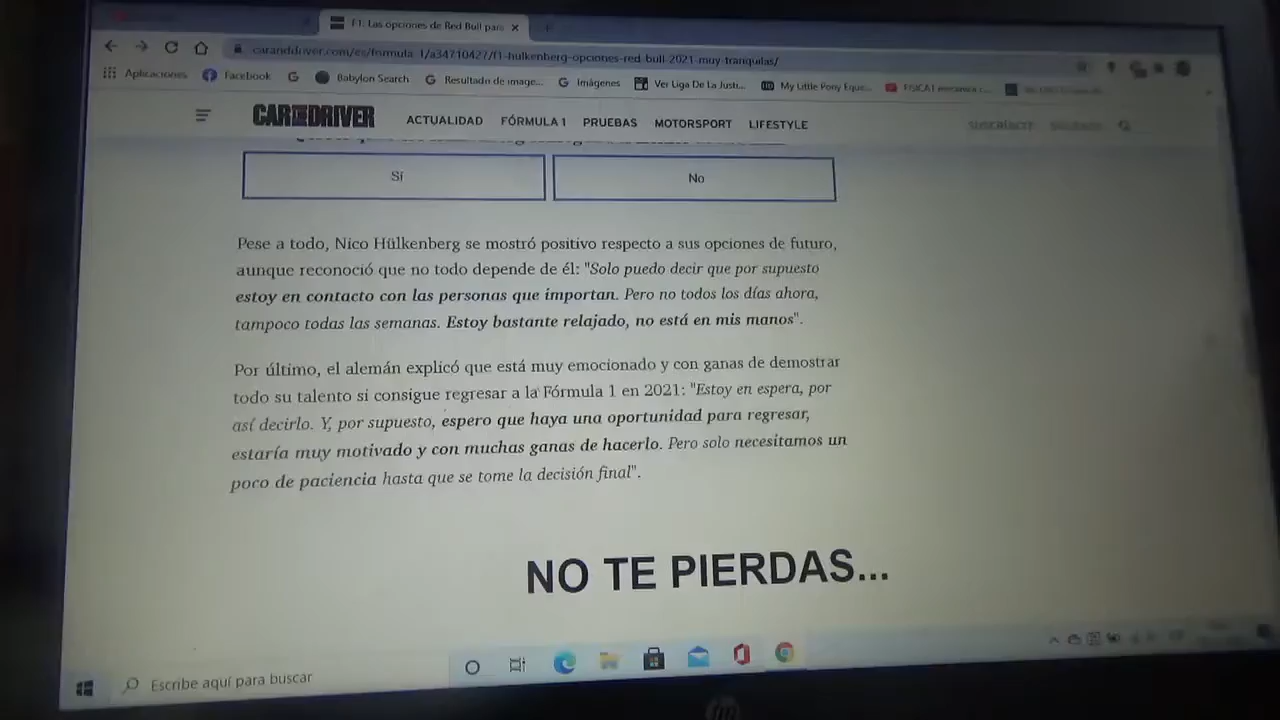 F1: Las opciones de Red Bull para
caranddriver.com/es/formula-1/a34710427/f1-hulkenberg-opciones-red-bull-2021-muy-tranquilas/
Aplicaciones Facebook Babylon Search Resultado de image... Imágenes Ver Liga De La Justi... My Little Pony Eque...
CAR AND DRIVER ACTUALIDAD FÓRMULA 1 PRUEBAS MOTORSPORT LIFESTYLE
Sí No
Pese a todo, Nico Hülkenberg se mostró positivo respecto a sus opciones de futuro,
aunque reconoció que no todo depende de él: "Solo puedo decir que por supuesto
estoy en contacto con las personas que importan. Pero no todos los días ahora,
tampoco todas las semanas. Estoy bastante relajado, no está en mis manos".
Por último, el alemán explicó que está muy emocionado y con ganas de demostrar
todo su talento si consigue regresar a la Fórmula 1 en 2021: "Estoy en espera, por
así decirlo. Y, por supuesto, espero que haya una oportunidad para regresar,
estaría muy motivado y con muchas ganas de hacerlo. Pero solo necesitamos un
poco de paciencia hasta que se tome la decisión final".
NO TE PIERDAS...
Escribe aquí para buscar
hp